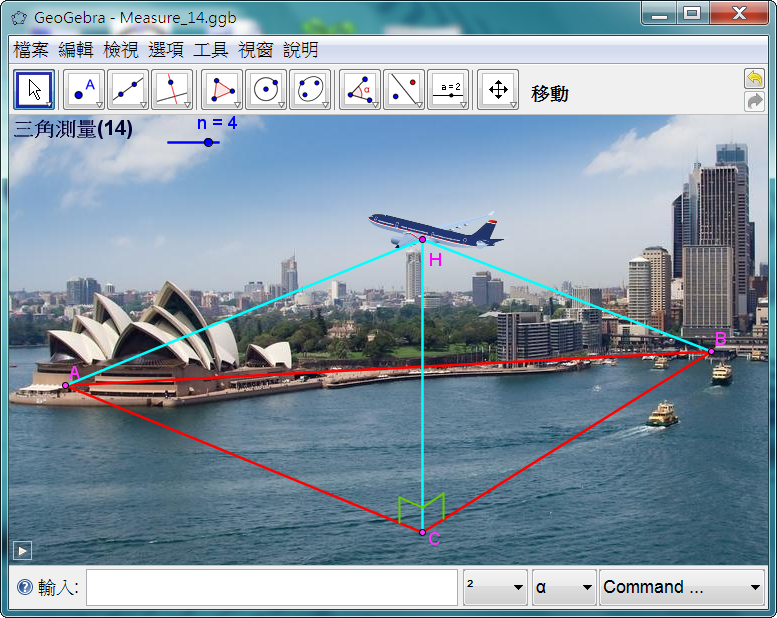 GeoGebra - Measure_14.ggb
檔案 編輯 檢視 選項 工具 視窗 說明
A
α
a=2
移動
三角測量(14)
n = 4
H
B
A
C
輸入:
²
α
Command ...